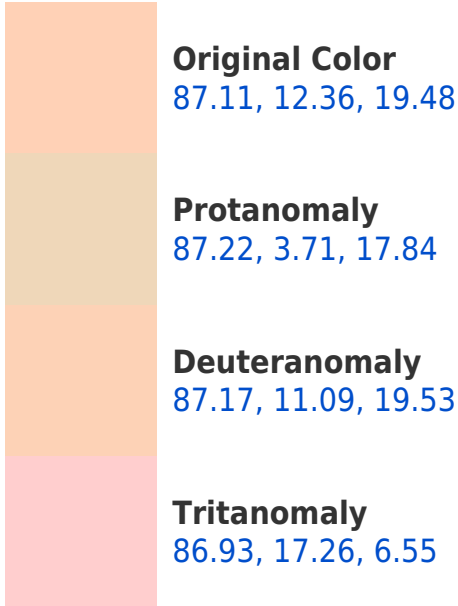 Original Color
87.11, 12.36, 19.48
Protanomaly
87.22, 3.71, 17.84
Deuteranomaly
87.17, 11.09, 19.53
Tritanomaly
86.93, 17.26, 6.55